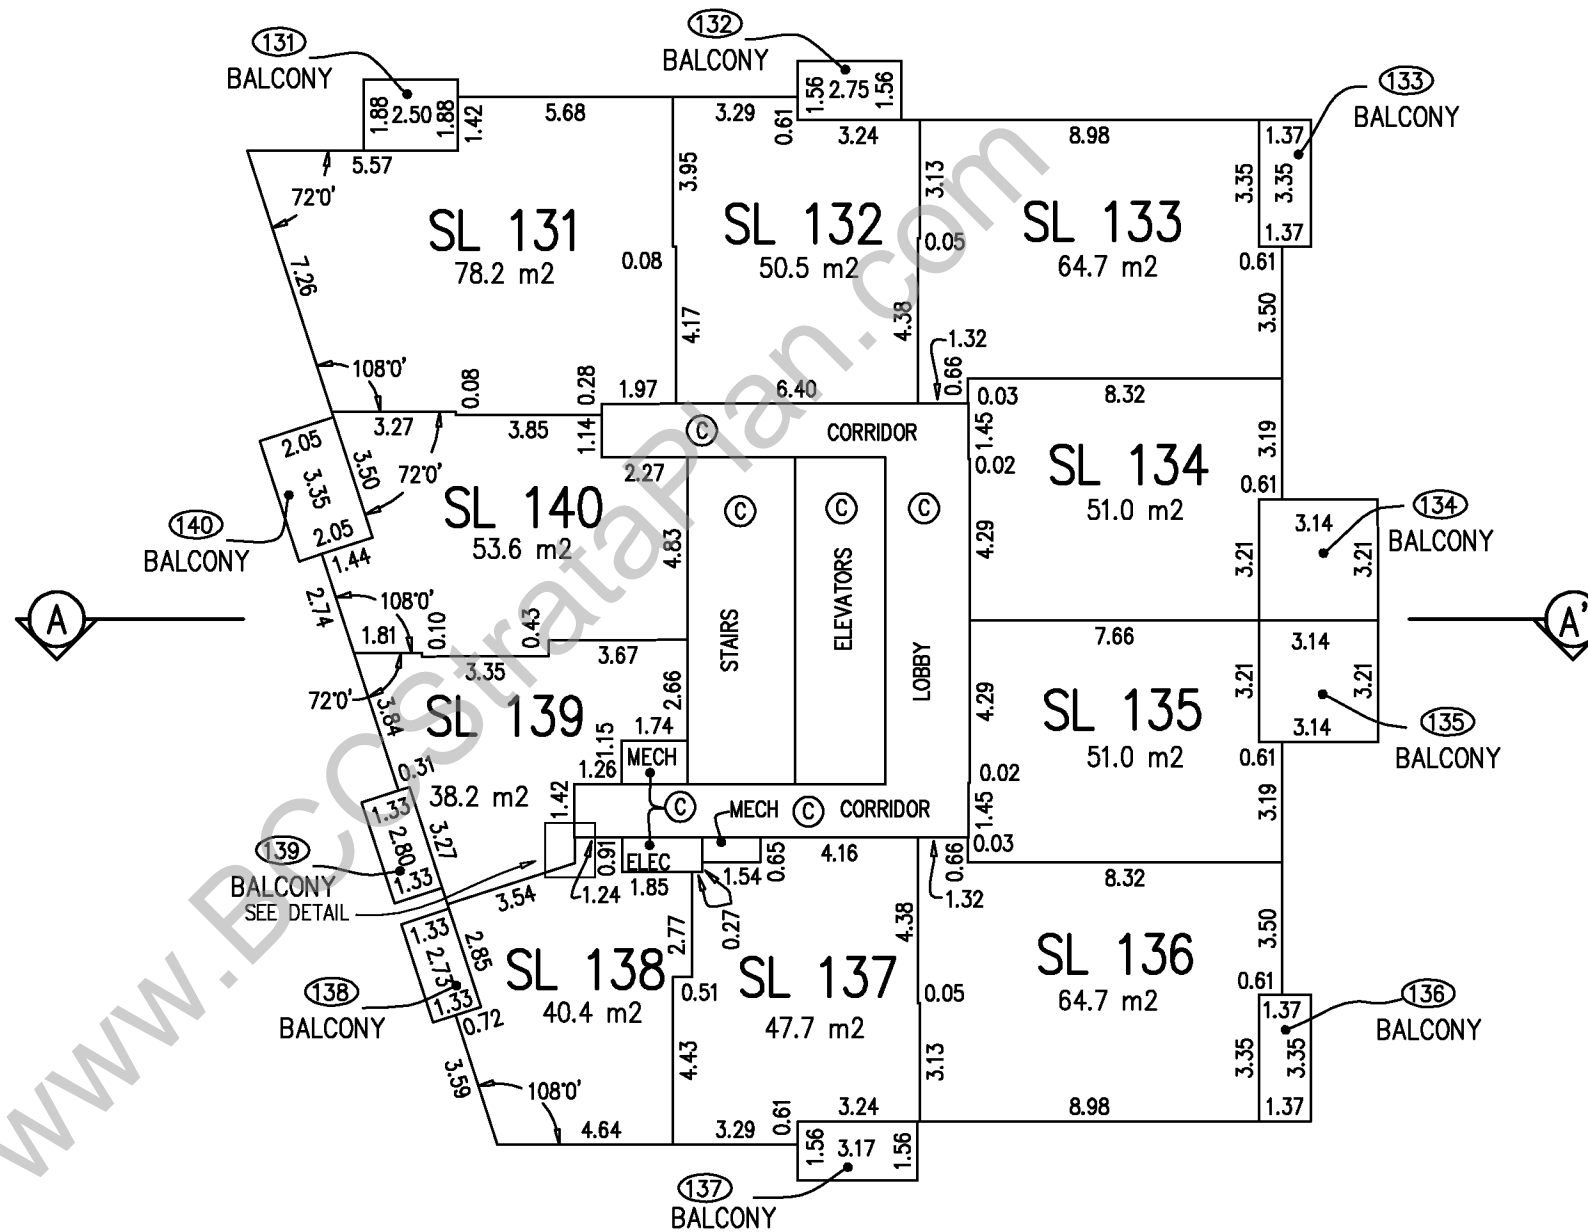 131
BALCONY
1.88
2.50
1.88
1.42
5.68
132
BALCONY
3.29
0.61
1.56
2.75
1.56
3.24
8.98
133
BALCONY
1.37
3.35
3.35
1.37
5.57
72°0'
3.95
3.13
SL 131
78.2 m2
SL 132
50.5 m2
SL 133
64.7 m2
0.08
0.05
0.61
7.26
4.17
4.38
3.50
1.32
108°0'
0.08
0.28
1.97
6.40
0.66
0.03
8.32
3.27
3.85
1.14
C
CORRIDOR
1.45
3.19
2.05
3.35
3.50
72°0'
2.27
0.02
SL 134
51.0 m2
0.61
140
BALCONY
2.05
1.44
SL 140
53.6 m2
4.83
C
C
C
4.29
3.14
3.21
3.21
134
BALCONY
STAIRS
ELEVATORS
LOBBY
A
2.74
108°0'
1.81
0.10
0.43
3.35
3.67
7.66
A'
72°0'
3.84
SL 139
38.2 m2
2.66
4.29
SL 135
51.0 m2
3.14
3.21
3.21
3.14
135
BALCONY
1.15
1.74
MECH
1.26
0.02
0.61
0.31
1.42
C
MECH
C
CORRIDOR
1.45
0.03
3.19
1.33
2.80
1.33
3.27
139
BALCONY
SEE DETAIL
3.54
0.91
ELEC
1.85
1.24
1.54
0.65
0.27
4.16
0.66
1.32
8.32
1.33
2.73
1.33
2.85
138
BALCONY
0.72
SL 138
40.4 m2
2.77
0.51
SL 137
47.7 m2
4.38
0.05
SL 136
64.7 m2
3.50
0.61
136
BALCONY
1.37
3.35
3.35
1.37
3.59
108°0'
4.64
4.43
3.29
0.61
3.24
3.13
8.98
1.56
3.17
1.56
137
BALCONY
www.BCCStrataPlan.com